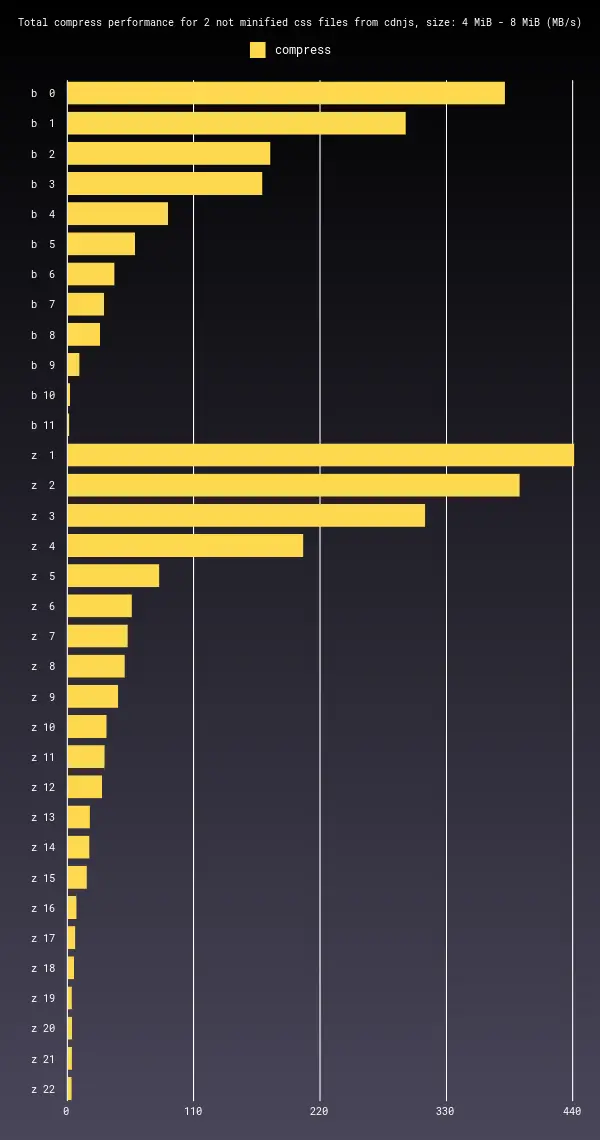 Total compress performance for 2 not minified css files from cdnjs, size: 4 MiB - 8 MiB (MB/s)
compress
b 0
b 1
b 2
b 3
b 4
b 5
b 6
b 7
b 8
b 9
b 10
b 11
z 1
z 2
z 3
z 4
z 5
z 6
z 7
z 8
z 9
z 10
z 11
z 12
z 13
z 14
z 15
z 16
z 17
z 18
z 19
z 20
z 21
z 22
0 110 220 330 440